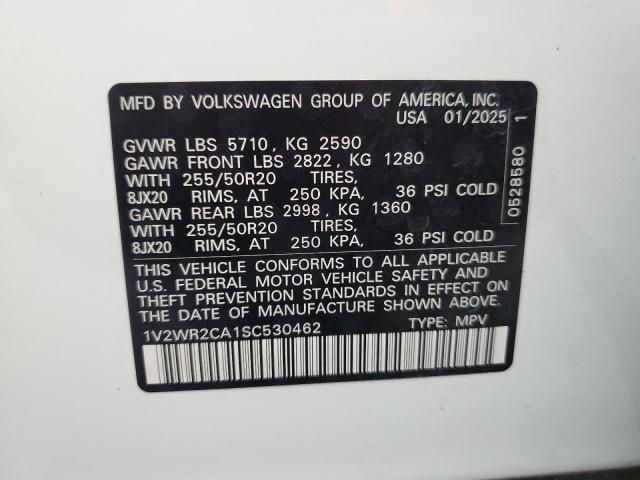 MFD BY VOLKSWAGEN GROUP OF AMERICA, INC.
USA 01/2025
GVWR LBS 5710, KG 2590
GAWR FRONT LBS 2822, KG 1280
WITH 255/50R20 TIRES,
8JX20 RIMS, AT 250 KPA, 36 PSI COLD
GAWR REAR LBS 2998, KG 1360
WITH 255/50R20 TIRES,
8JX20 RIMS, AT 250 KPA, 36 PSI COLD
THIS VEHICLE CONFORMS TO ALL APPLICABLE
U.S. FEDERAL MOTOR VEHICLE SAFETY AND
THEFT PREVENTION STANDARDS IN EFFECT ON
THE DATE OF MANUFACTURE SHOWN ABOVE.
1V2WR2CA1SC530462 TYPE: MPV
0528580 1